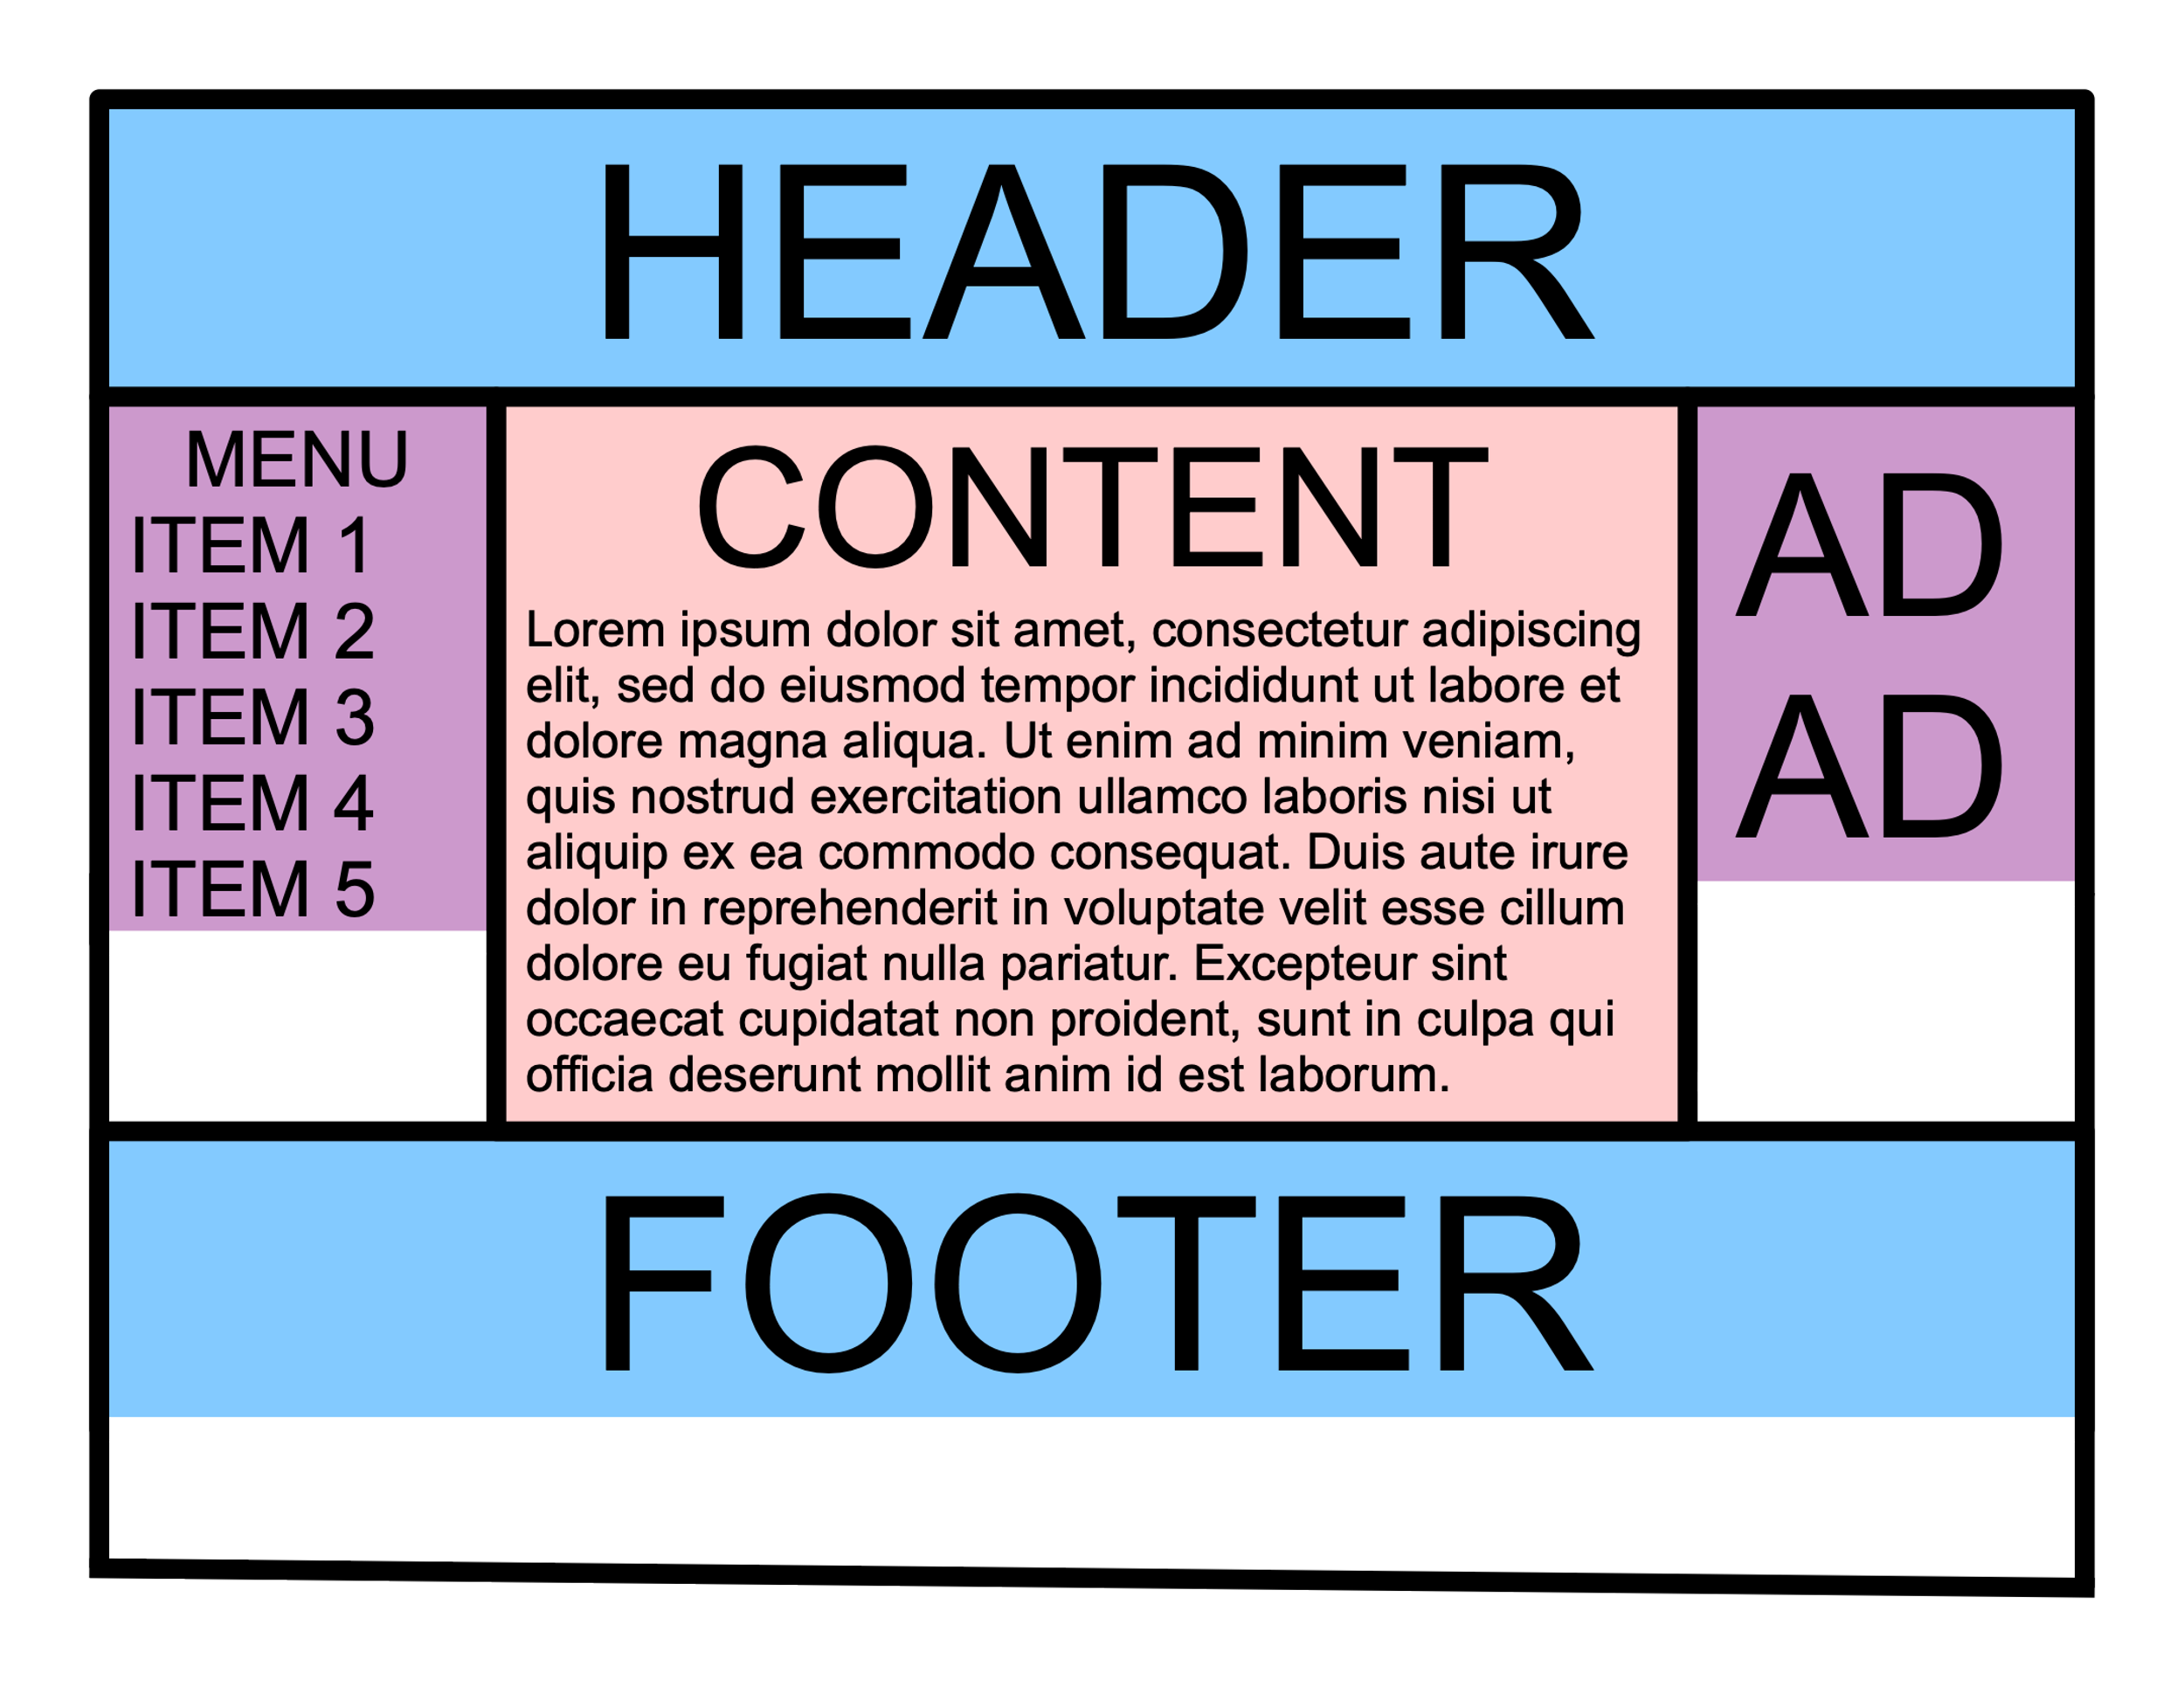 HEADER
MENU
ITEM 1
ITEM 2
ITEM 3
ITEM 4
ITEM 5
CONTENT
Lorem ipsum dolor sit amet, consectetur adipiscing
elit, sed do eiusmod tempor incididunt ut labore et
dolore magna aliqua. Ut enim ad minim veniam,
quis nostrud exercitation ullamco laboris nisi ut
aliquip ex ea commodo consequat. Duis aute irure
dolor in reprehenderit in voluptate velit esse cillum
dolore eu fugiat nulla pariatur. Excepteur sint
occaecat cupidatat non proident, sunt in culpa qui
officia deserunt mollit anim id est laborum.
AD
AD
FOOTER